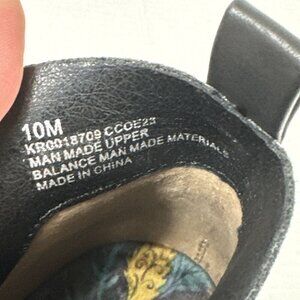 10M
KR0018709 CCOE23
MAN MADE UPPER
BALANCE MAN MADE MATERIALS
MADE IN CHINA